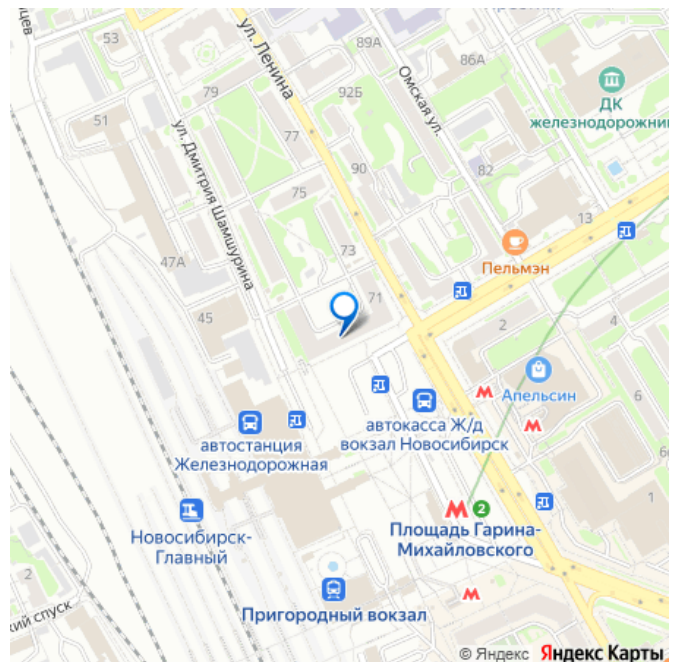 53
89А
86А
ул. Ленина
Омская ул.
79
92Б
ДК
железнодорожни
51
77
ул. Дмитрия Шамшурина
90
82
75
13
73
Пельмэн
47А
71
45
2
4
Апельсин
6
автокасса Ж/д
вокзал Новосибирск
автостанция
Железнодорожная
1
2
Площадь Гарина-
Михайловского
Новосибирск-
Главный
2
кий спуск
Пригородный вокзал
© Яндекс Яндекс Карты